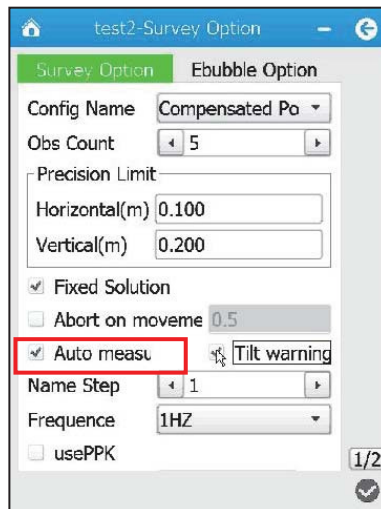 test2-Survey Option
Survey Option Ebubble Option
Config Name Compensated Po
Obs Count 5
Precision Limit
Horizontal(m) 0.100
Vertical(m) 0.200
Fixed Solution
Abort on moveme 0.5
Auto measu Tilt warning
Name Step 1
Frequence 1HZ
usePPK
1/2